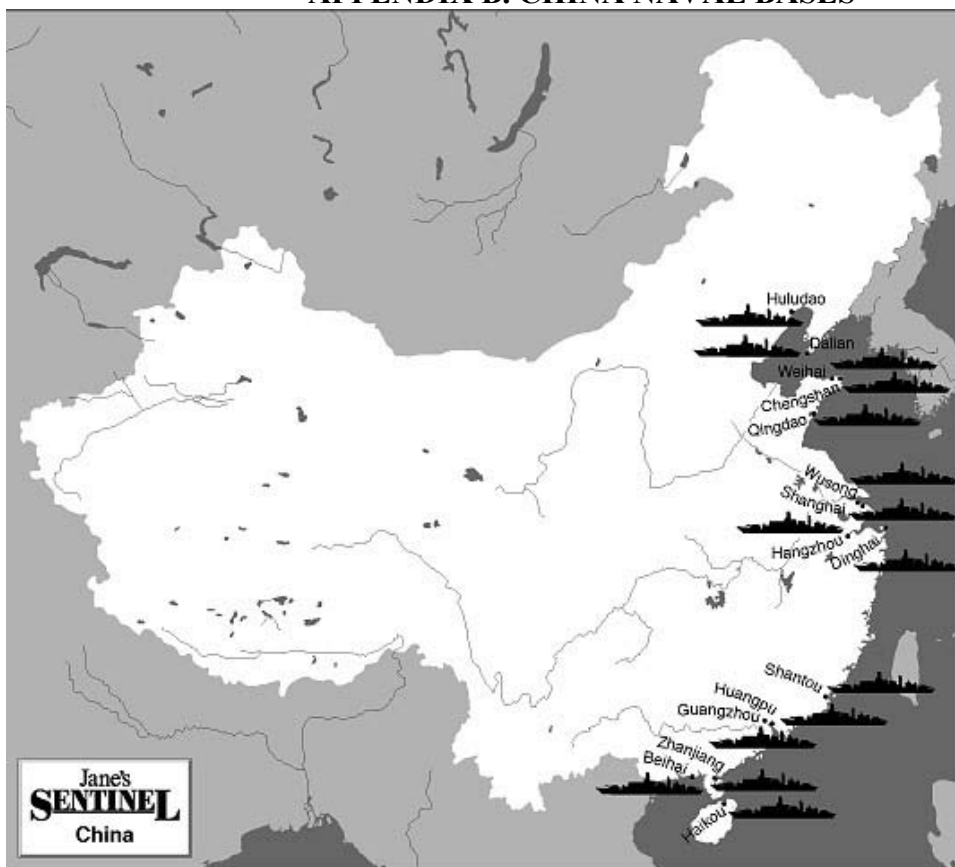 APPENDIX B. CHINA NAVAL BASES
Huludao
Dalian
Weihai
Chengshan
Qingdao
Wusong
Shanghai
Hangzhou
Dinghai
Shantou
Huangpu
Guangzhou
Zhanjiang
Beihai
Haikou
Jane's
SENTINEL
China